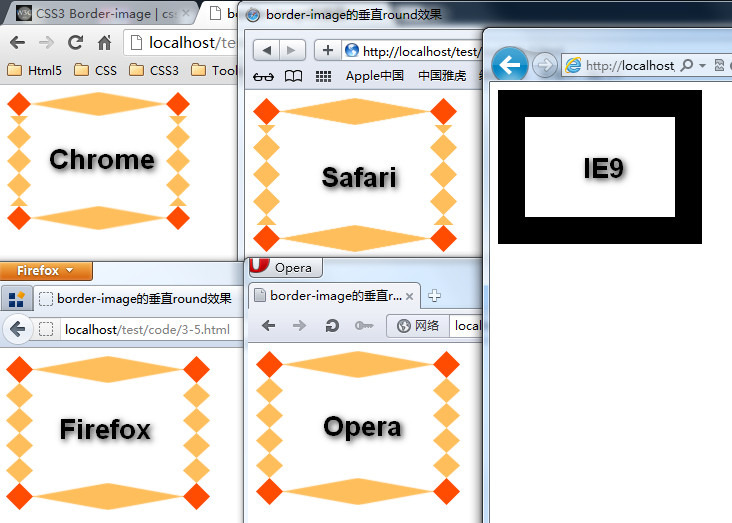 CSS3 Border-image | css
bo
localhost/te
Html5
CSS
CSS3
Tool
Chrome
border-image的垂直round效果
http://localhost/test/
Apple中国
中国雅虎
Safari
http://localhost
IE9
Firefox
border-image的垂直round效果
localhost/test/code/3-5.html
Firefox
Opera
border-image的垂直r...
网络
local
Opera